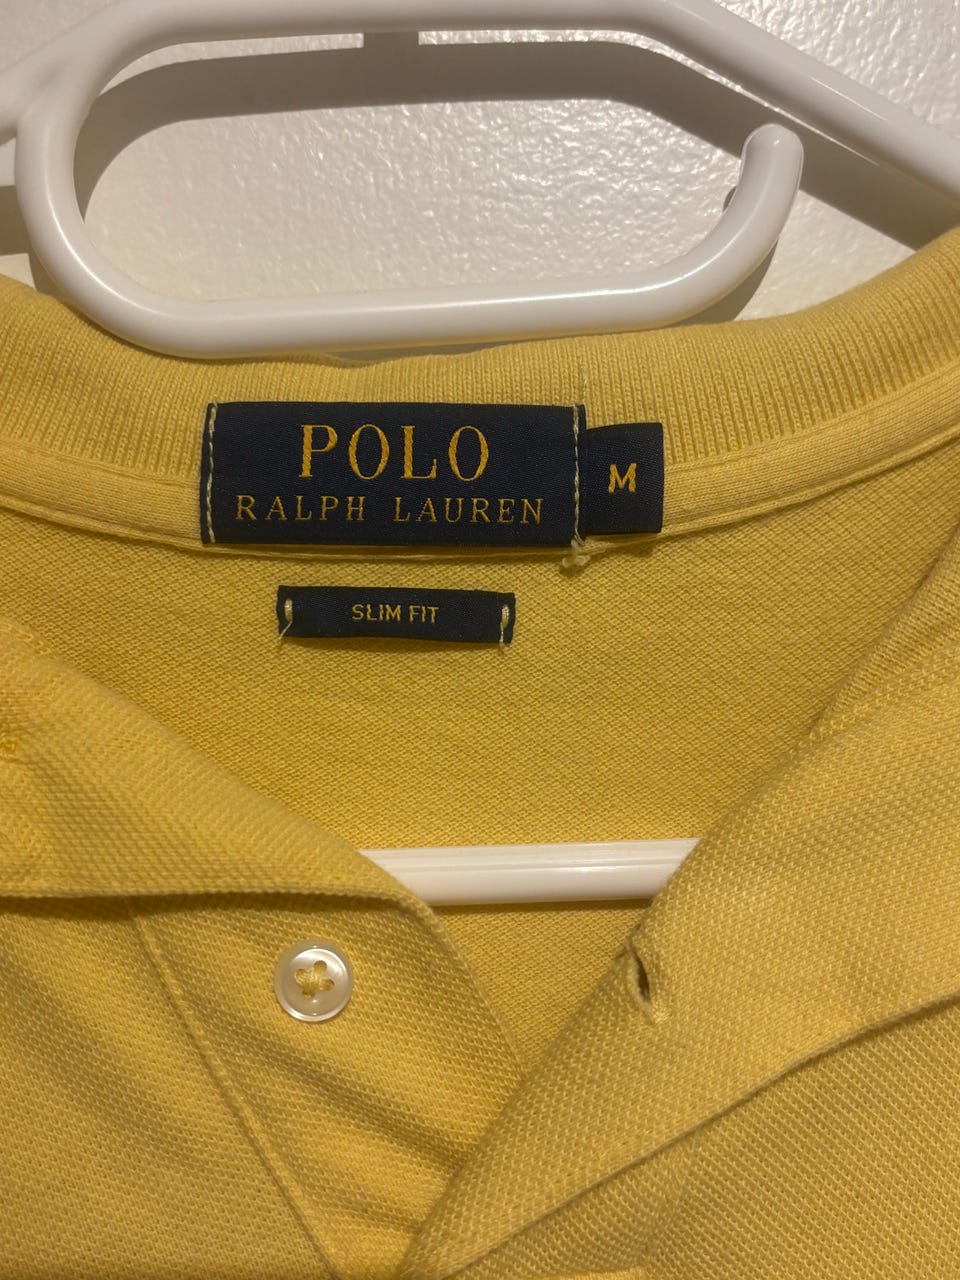 POLO
RALPH LAUREN
M
SLIM FIT